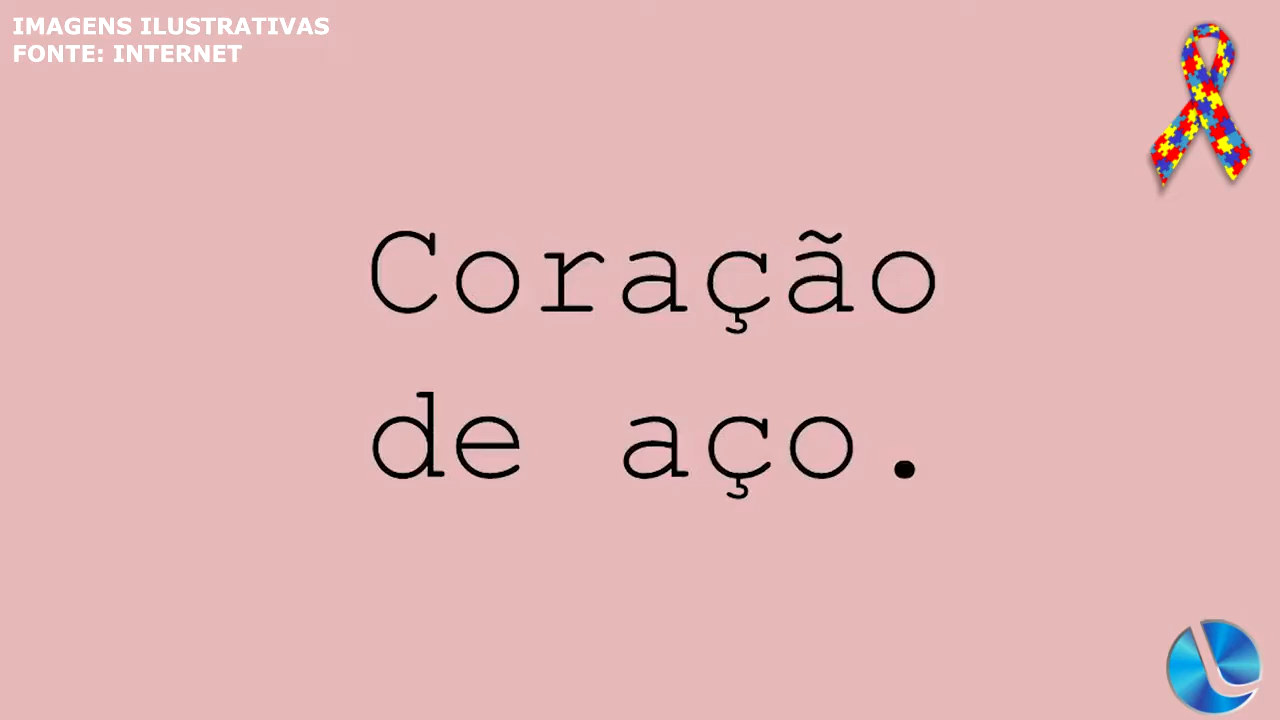 IMAGENS ILUSTRATIVAS
FONTE: INTERNET
Coração
de aço.